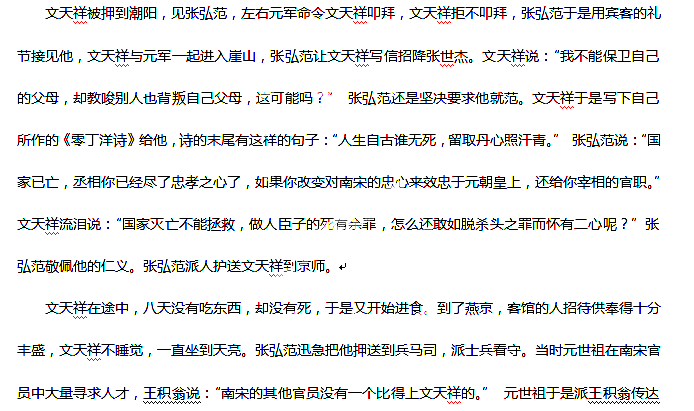 文天祥被押到潮阳，见张弘范，左右元军命令文天祥叩拜，文天祥拒不叩拜，张弘范于是用宾客的礼
节接见他，文天祥与元军一起进入崖山，张弘范让文天祥写信招降张世杰。文天祥说：“我不能保卫自己
的父母，却教唆别人也背叛自己父母，这可能吗？” 张弘范还是坚决要求他就范。文天祥于是写下自己
所作的《零丁洋诗》给他，诗的末尾有这样的句子：“人生自古谁无死，留取丹心照汗青。” 张弘范说：“国
家已亡，丞相你已经尽了忠孝之心了，如果你改变对南宋的忠心来效忠于元朝皇上，还给你宰相的官职。”
文天祥流泪说：“国家灭亡不能拯救，做人臣子的死有余罪，怎么还敢如脱杀头之罪而怀有二心呢？” 张
弘范敬佩他的仁义。张弘范派人护送文天祥到京师。
文天祥在途中，八天没有吃东西，却没有死，于是又开始进食。到了燕京，客馆的人招待供奉得十分
丰盛，文天祥不睡觉，一直坐到天亮。张弘范迅急把他押送到兵马司，派士兵看守。当时元世祖在南宋官
员中大量寻求人才，王积翁说：“南宋的其他官员没有一个比得上文天祥的。” 元世祖于是派王积翁传达